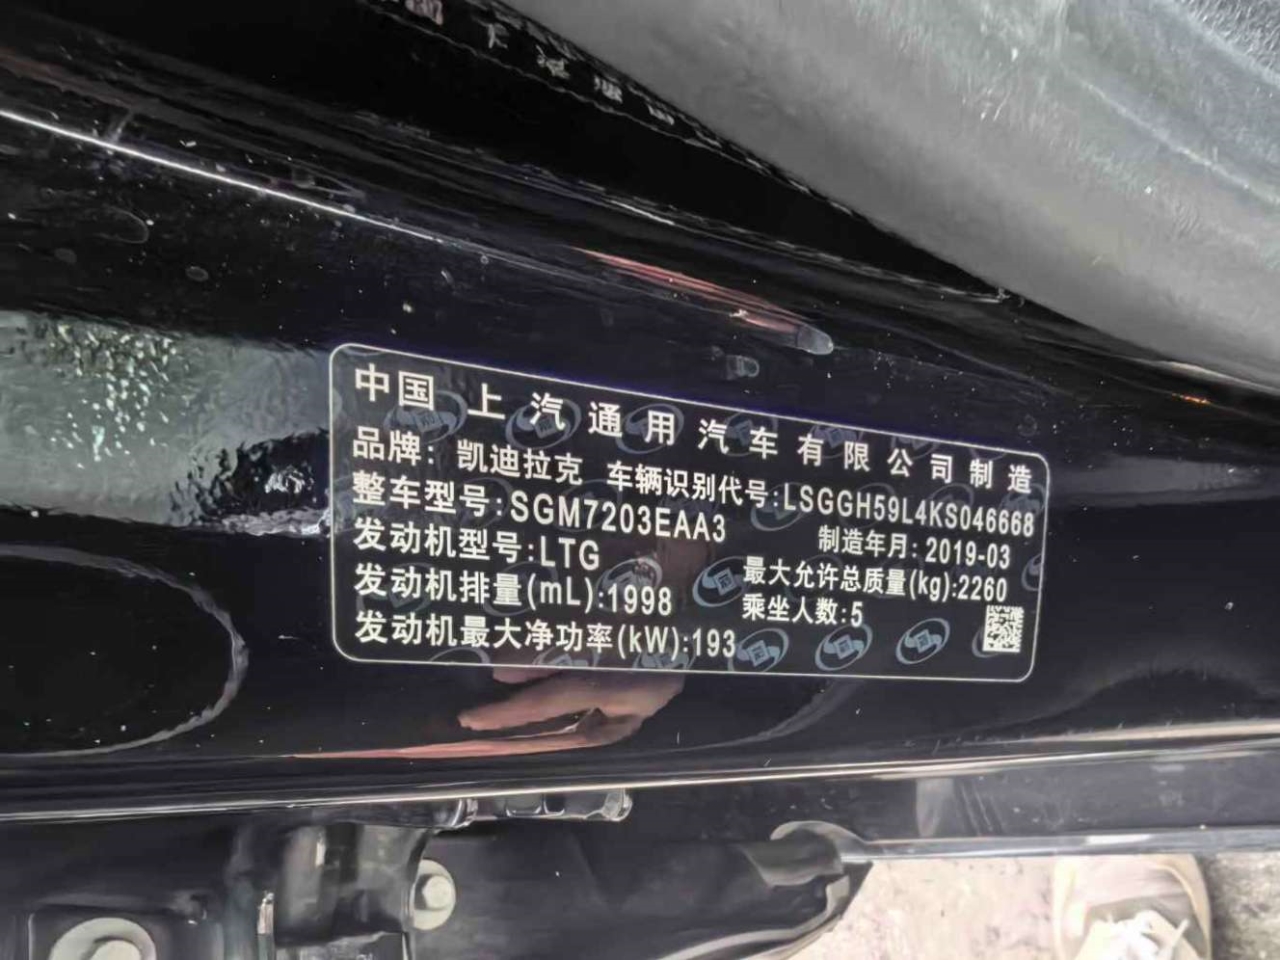 中国 上汽通用汽车有限公司制造
品牌：凯迪拉克 车辆识别代号:LSGGH59L4KS046668
整车型号:SGM7203EAA3 制造年月: 2019-03
发动机型号:LTG 最大允许总质量(kg):2260
发动机排量(mL):1998 乘坐人数:5
发动机最大净功率(kW):193